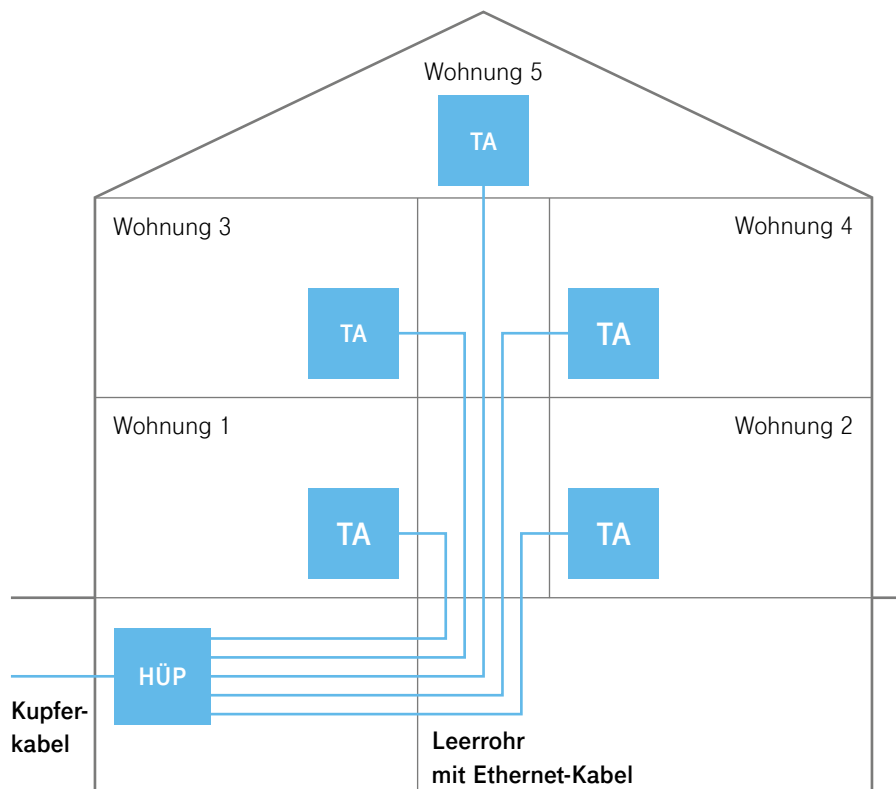 Wohnung 5
TA
Wohnung 3
Wohnung 4
TA
TA
Wohnung 1
Wohnung 2
TA
TA
HÜP
Kupfer-
kabel
Leerrohr
mit Ethernet-Kabel